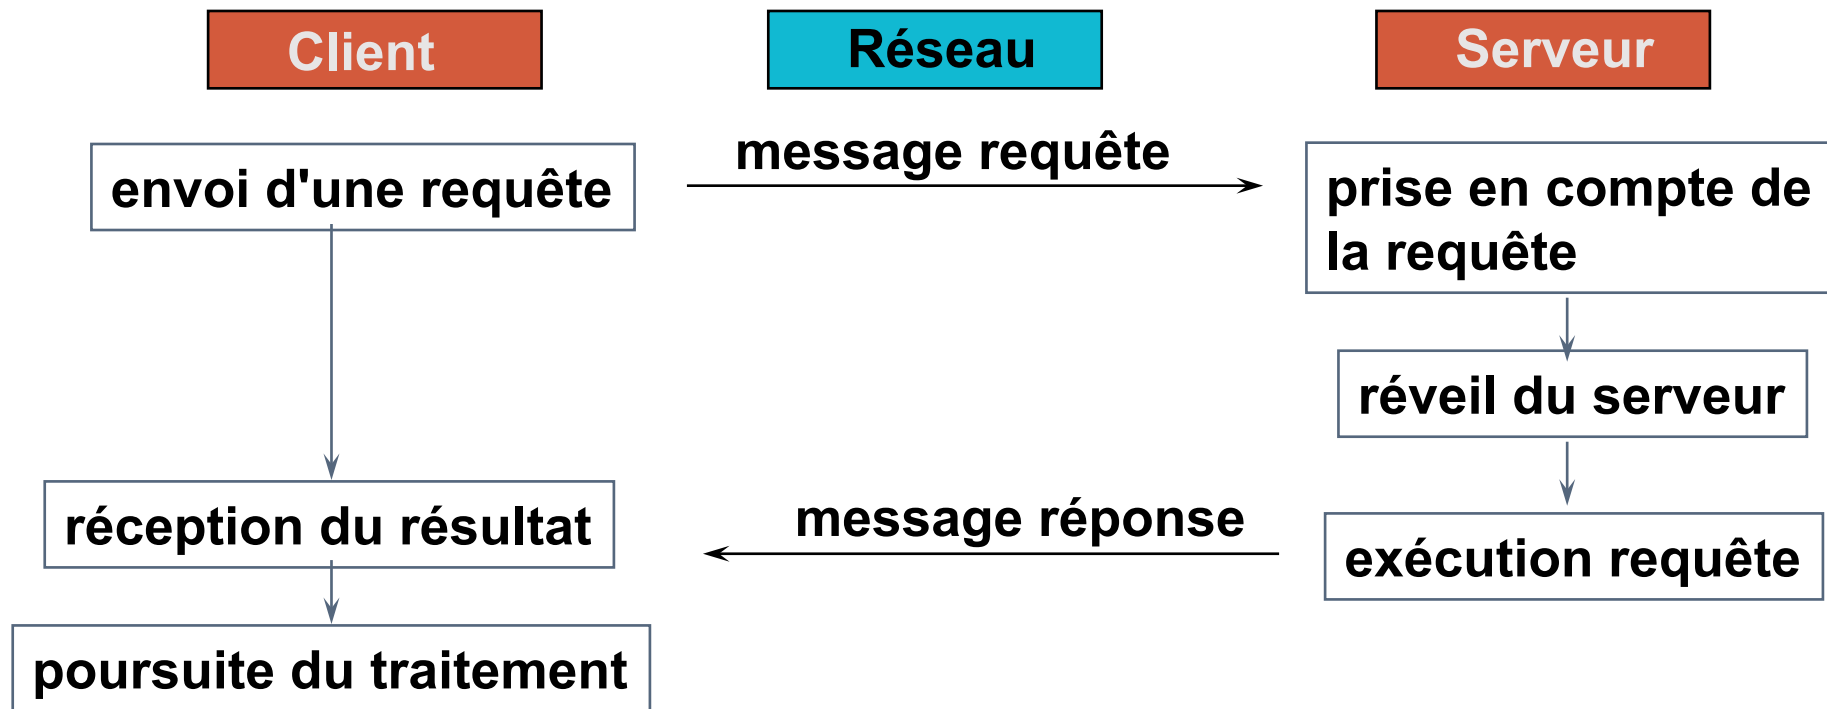 Client
Réseau
Serveur
envoi d'une requête
message requête
prise en compte de
la requête
réveil du serveur
réception du résultat
message réponse
exécution requête
poursuite du traitement